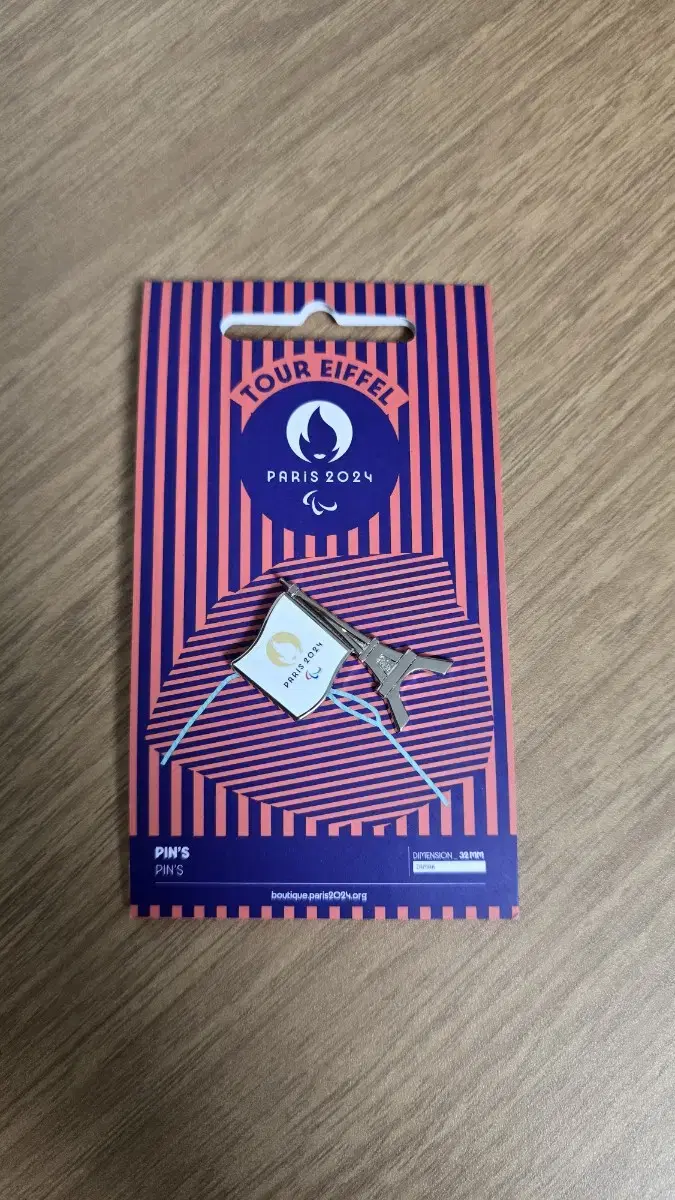 TOUR EIFFEL
PARIS 2024
PARIS 2024
PIN'S
PIN'S
DIMENSION _ 32 MM
boutique.paris2024.org